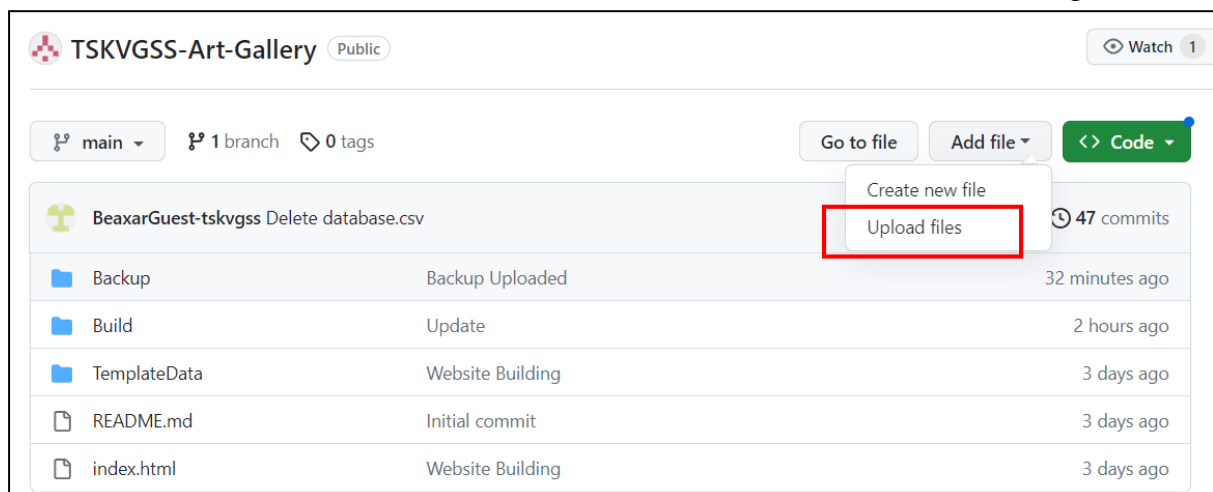 TSKVGSS-Art-Gallery Public Watch 1
main 1 branch 0 tags Go to file Add file <> Code
Create new file
BeaxarGuest-tskvgss Delete database.csv 47 commits
Upload files
Backup Backup Uploaded 32 minutes ago
Build Update 2 hours ago
TemplateData Website Building 3 days ago
README.md Initial commit 3 days ago
index.html Website Building 3 days ago